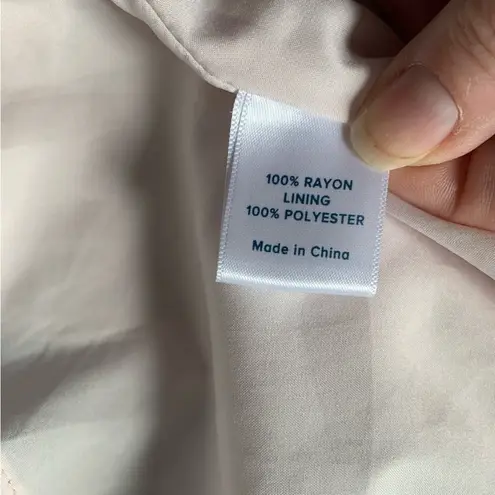 100% RAYON
LINING
100% POLYESTER
Made in China